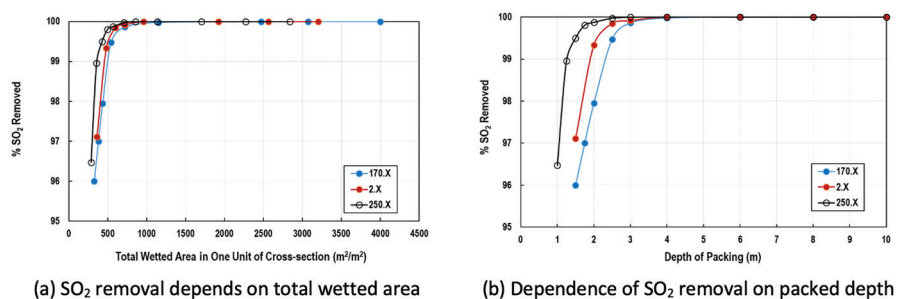 100
99
98
97
96
95
% SO₂ Removed
170.X
2.X
250.X
0 500 1000 1500 2000 2500 3000 3500 4000 4500
Total Wetted Area in One Unit of Cross-section (m²/m²)
(a) SO₂ removal depends on total wetted area
100
99
98
97
96
95
% SO₂ Removed
170.X
2.X
250.X
0 1 2 3 4 5 6 7 8 9 10
Depth of Packing (m)
(b) Dependence of SO₂ removal on packed depth